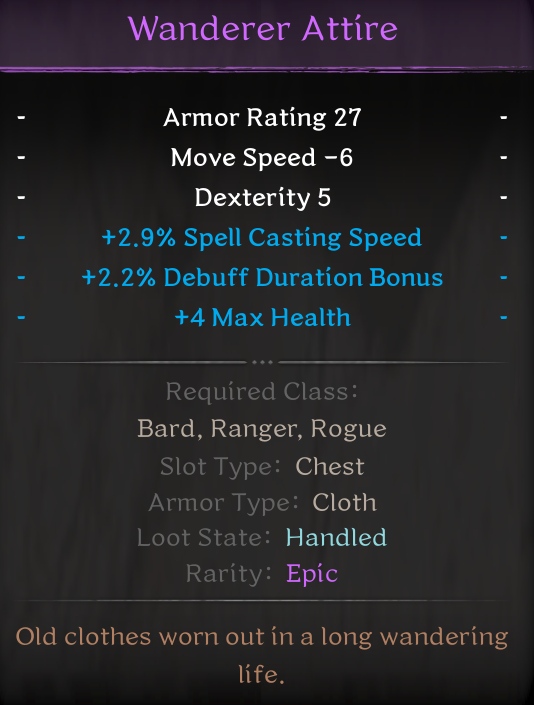 Wanderer Attire
- Armor Rating 27 -
- Move Speed -6 -
- Dexterity 5 -
- +2.9% Spell Casting Speed -
- +2.2% Debuff Duration Bonus -
- +4 Max Health -
Required Class:
Bard, Ranger, Rogue
Slot Type: Chest
Armor Type: Cloth
Loot State: Handled
Rarity: Epic
Old clothes worn out in a long wandering
life.